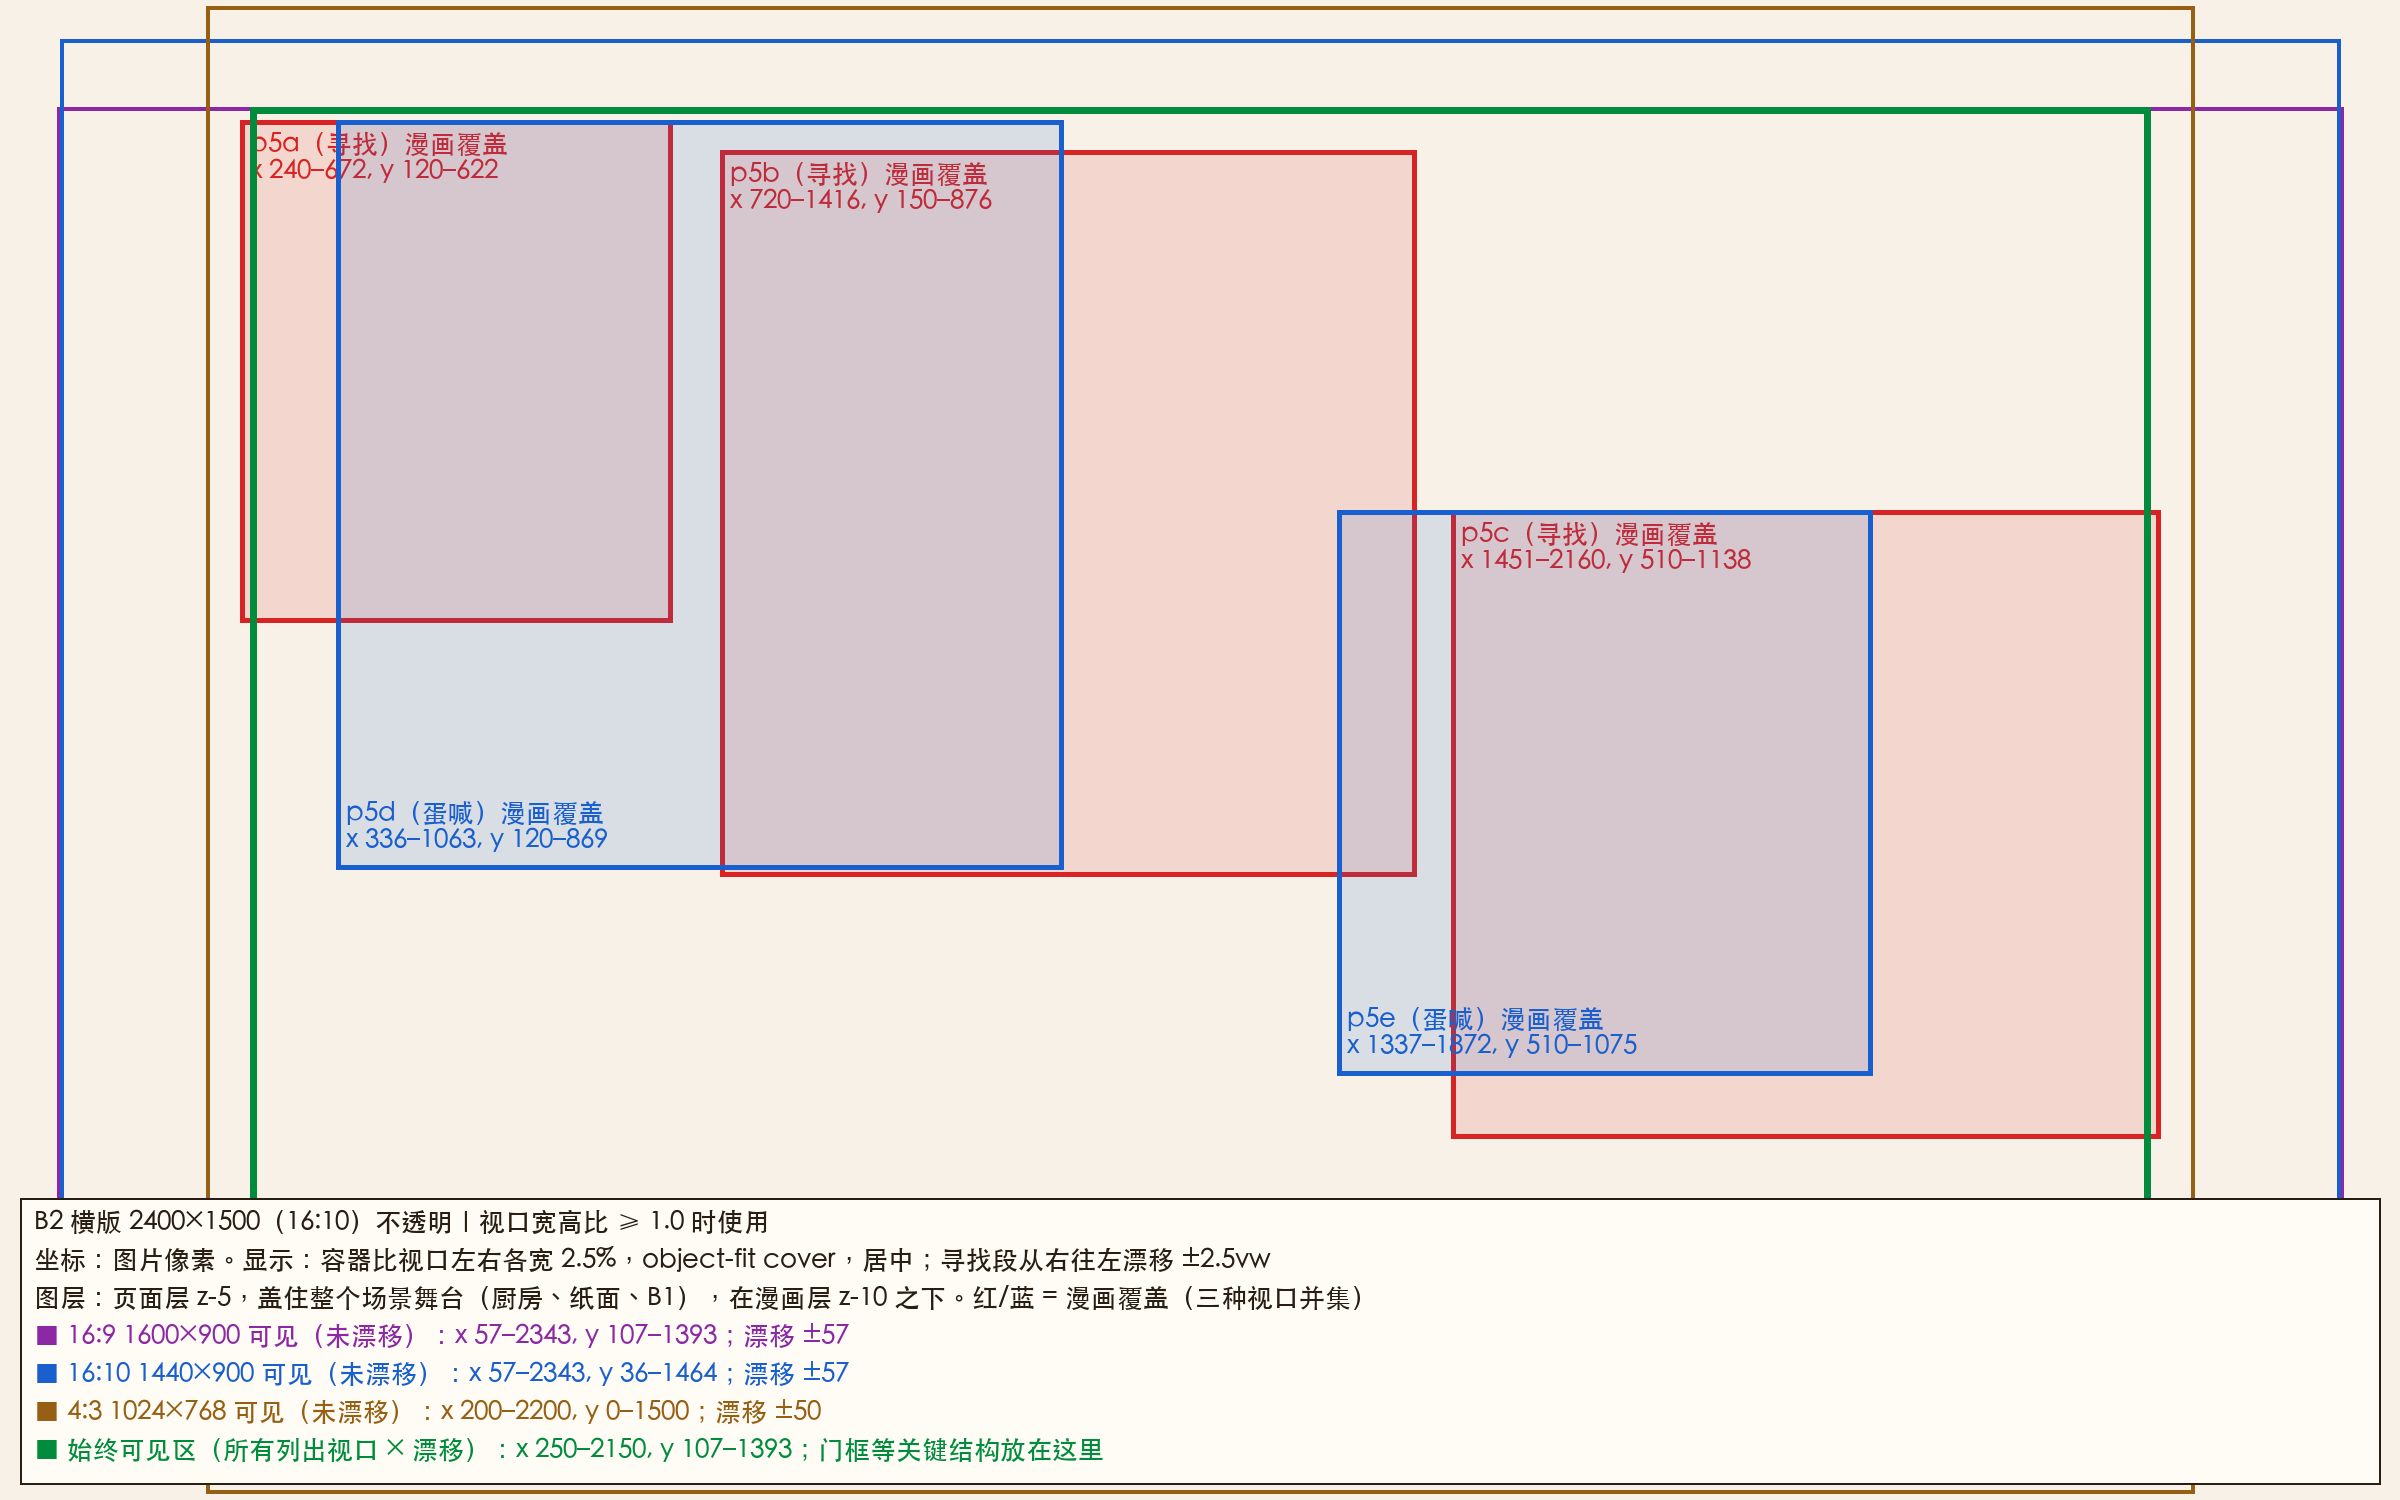 p5a（寻找）漫画覆盖
x 240–672, y 120–622
p5b（寻找）漫画覆盖
x 720–1416, y 150–876
p5c（寻找）漫画覆盖
x 1451–2160, y 510–1138
p5d（蛋喊）漫画覆盖
x 336–1063, y 120–869
p5e（蛋喊）漫画覆盖
x 1337–1872, y 510–1075
B2 横版 2400×1500（16:10）不透明｜视口宽高比 ≥ 1.0 时使用
坐标：图片像素。显示：容器比视口左右各宽 2.5%，object-fit cover，居中；寻找段从右往左漂移 ±2.5vw
图层：页面层 z-5，盖住整个场景舞台（厨房、纸面、B1），在漫画层 z-10 之下。红/蓝 = 漫画覆盖（三种视口并集）
■ 16:9 1600×900 可见（未漂移）：x 57–2343, y 107–1393；漂移 ±57
■ 16:10 1440×900 可见（未漂移）：x 57–2343, y 36–1464；漂移 ±57
■ 4:3 1024×768 可见（未漂移）：x 200–2200, y 0–1500；漂移 ±50
■ 始终可见区（所有列出视口 × 漂移）：x 250–2150, y 107–1393；门框等关键结构放在这里